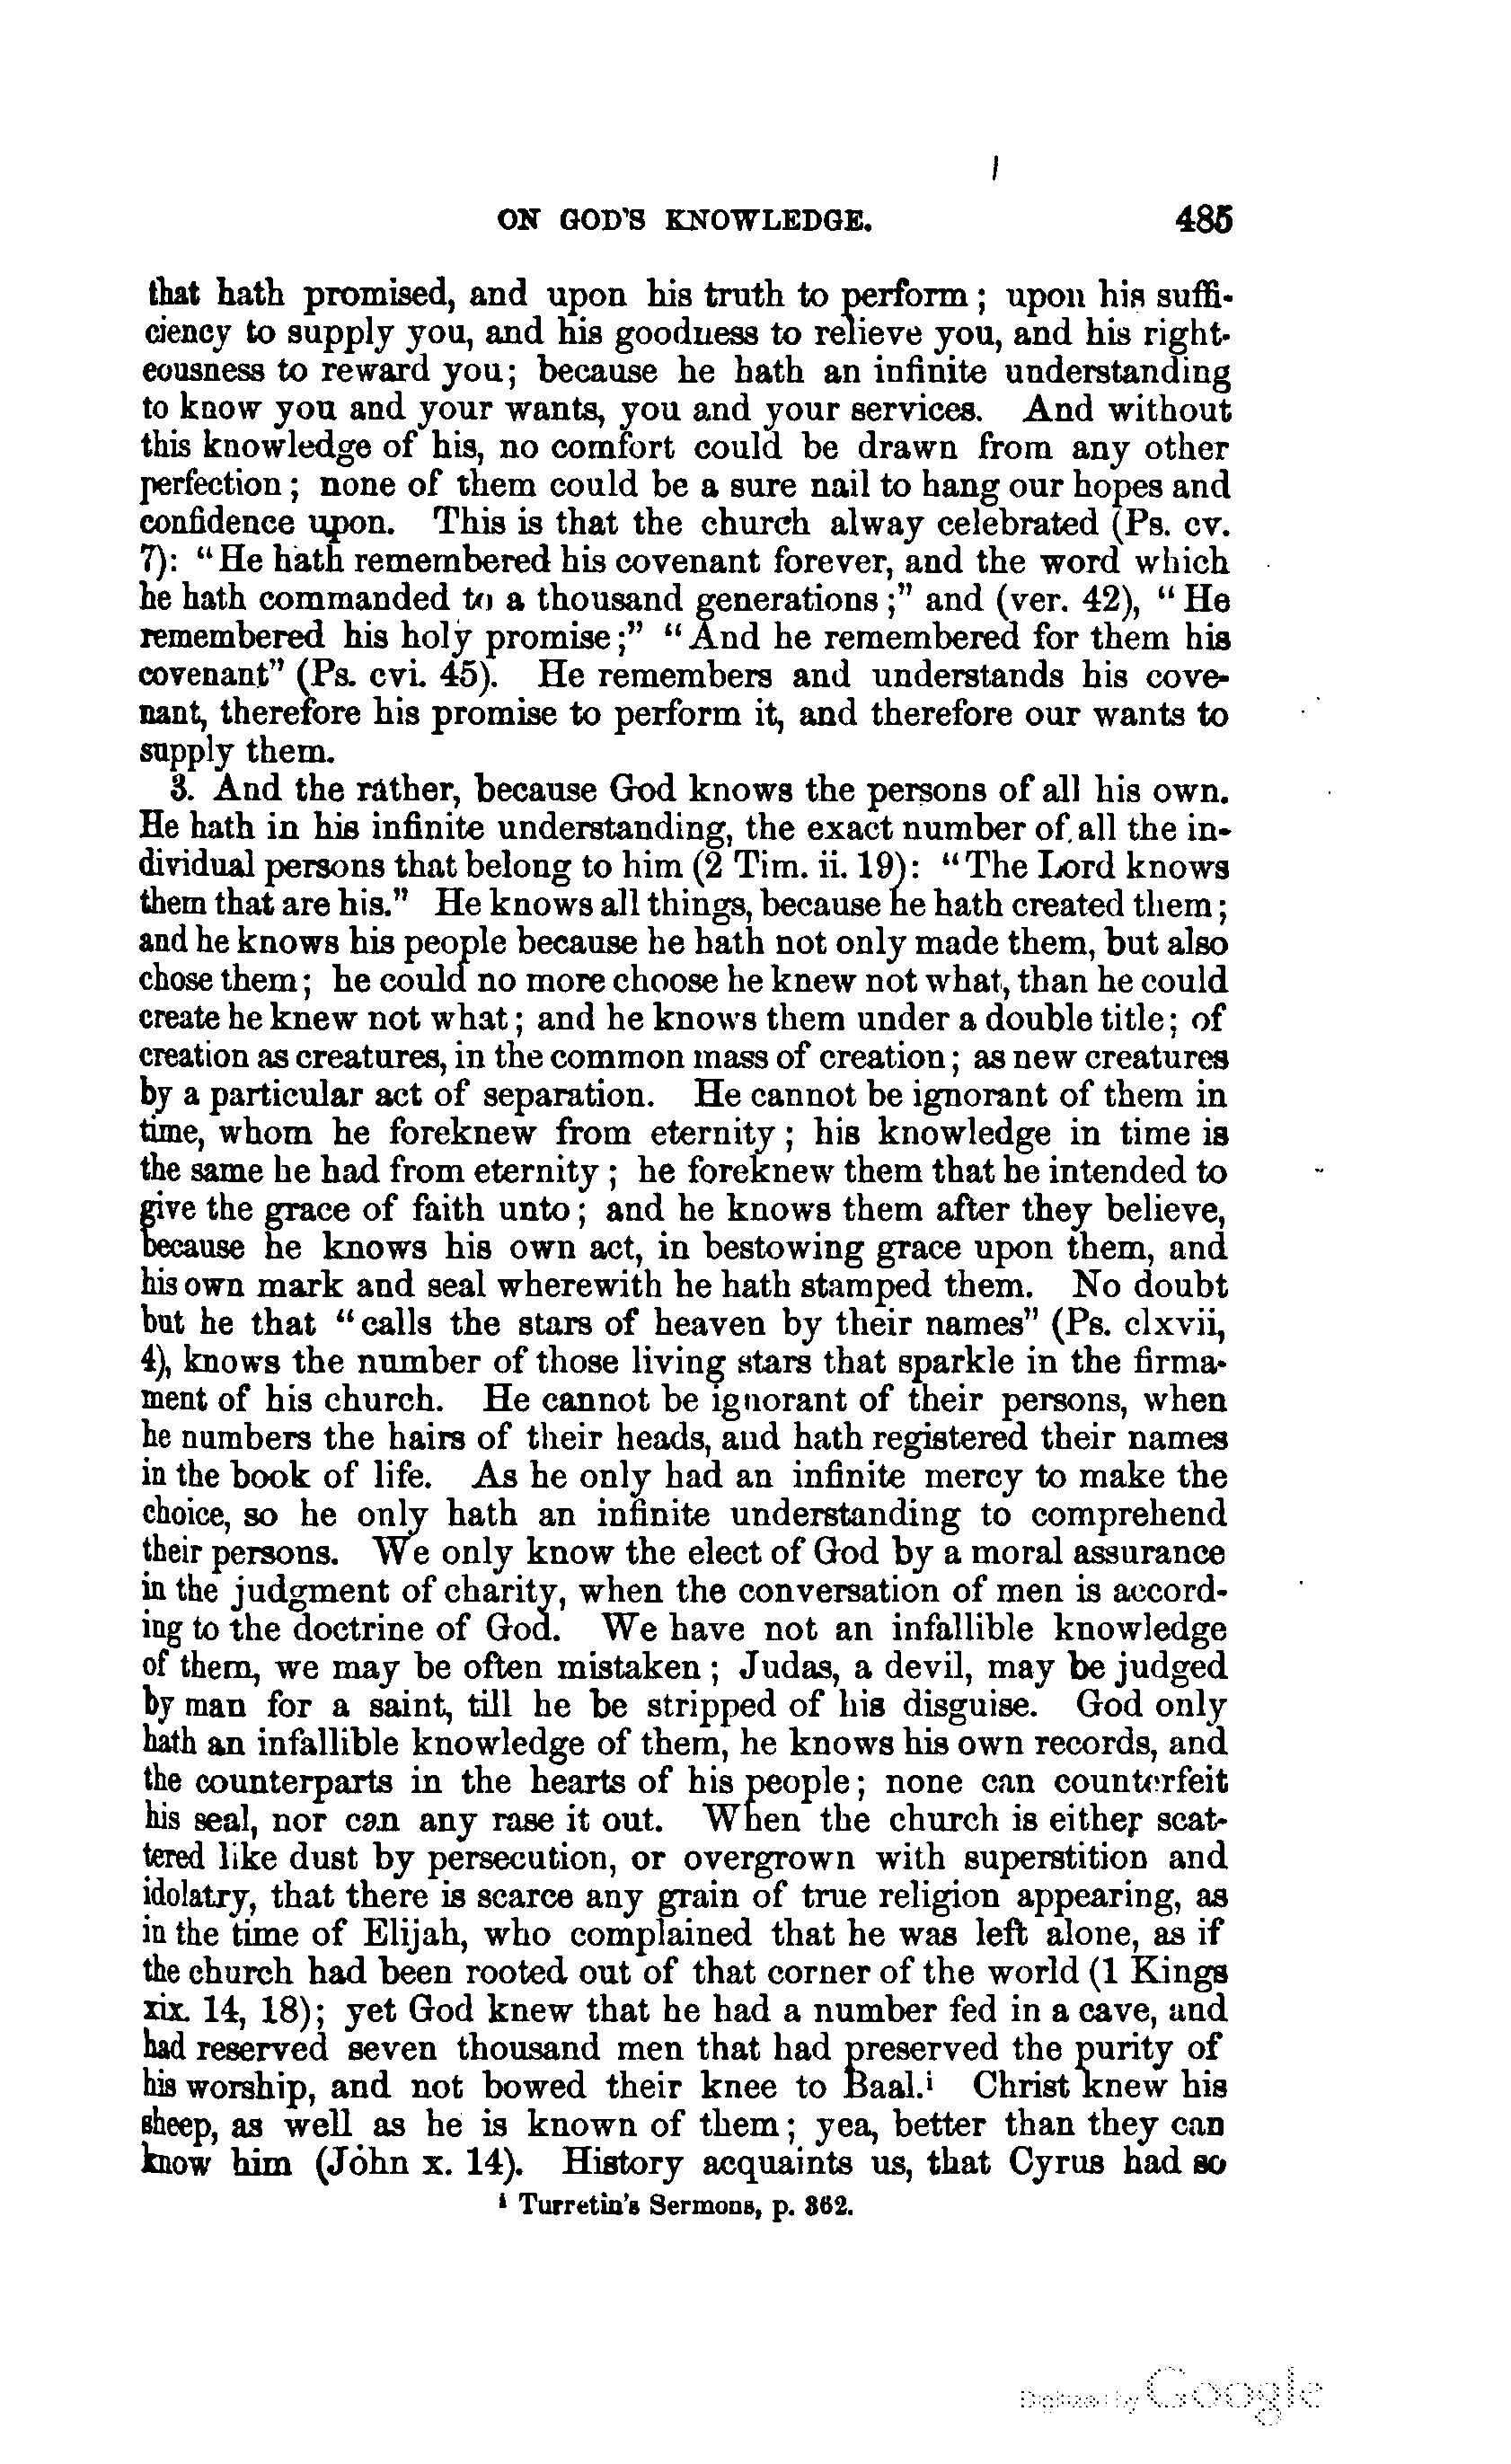 ON GOD'S KNOWLEDGE. 485
that hath promised, and upon his truth to perform; upon his suffi-
ciency to supply you, and his goodness to relieve you, and his right-
eousness to reward you; because he hath an infinite understanding
to know you and your wants, you and your services. And without
this knowledge of his, no comfort could be drawn from any other
perfection; none of them could be a sure nail to hang our hopes and
confidence upon. This is that the church alway celebrated (Ps. cv.
7): "He hath remembered his covenant forever, and the word which
he hath commanded to a thousand generations;" and (ver. 42), "He
remembered his holy promise;" "And he remembered for them his
covenant" (Ps. cvi. 45). He remembers and understands his cove-
nant, therefore his promise to perform it, and therefore our wants to
supply them.
3. And the rather, because God knows the persons of all his own.
He hath in his infinite understanding, the exact number of all the in-
dividual persons that belong to him (2 Tim. ii. 19): "The Lord knows
them that are his." He knows all things, because he hath created them;
and he knows his people because he hath not only made them, but also
chose them; he could no more choose he knew not what, than he could
create he knew not what; and he knows them under a double title; of
creation as creatures, in the common mass of creation; as new creatures
by a particular act of separation. He cannot be ignorant of them in
time, whom he foreknew from eternity; his knowledge in time is
the same he had from eternity; he foreknew them that he intended to
give the grace of faith unto; and he knows them after they believe,
because he knows his own act, in bestowing grace upon them, and
his own mark and seal wherewith he hath stamped them. No doubt
but he that "calls the stars of heaven by their names" (Ps. clxvii,
4), knows the number of those living stars that sparkle in the firma-
ment of his church. He cannot be ignorant of their persons, when
he numbers the hairs of their heads, and hath registered their names
in the book of life. As he only had an infinite mercy to make the
choice, so he only hath an infinite understanding to comprehend
their persons. We only know the elect of God by a moral assurance
in the judgment of charity, when the conversation of men is accord-
ing to the doctrine of God. We have not an infallible knowledge
of them, we may be often mistaken; Judas, a devil, may be judged
by man for a saint, till he be stripped of his disguise. God only
hath an infallible knowledge of them, he knows his own records, and
the counterparts in the hearts of his people; none can counterfeit
his seal, nor can any rase it out. When the church is either scat-
tered like dust by persecution, or overgrown with superstition and
idolatry, that there is scarce any grain of true religion appearing, as
in the time of Elijah, who complained that he was left alone, as if
the church had been rooted out of that corner of the world (1 Kings
xix. 14, 18); yet God knew that he had a number fed in a cave, and
had reserved seven thousand men that had preserved the purity of
his worship, and not bowed their knee to Baal.i Christ knew his
sheep, as well as he is known of them; yea, better than they can
know him (John x. 14). History acquaints us, that Cyrus had so
i Turretin's Sermons, p. 362.
Digitized by Google